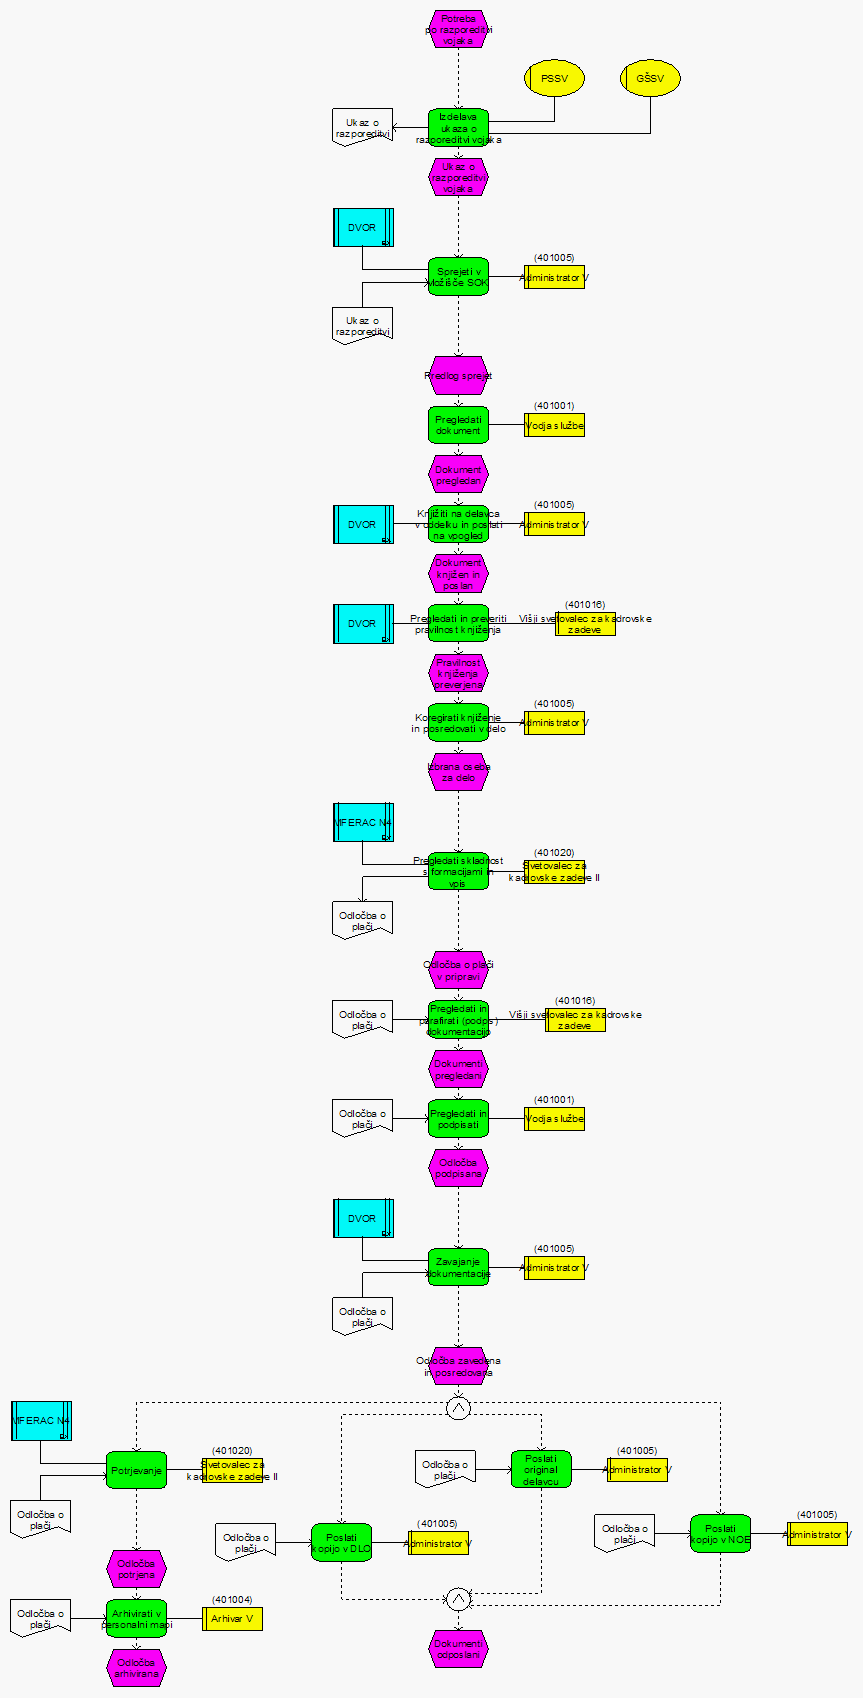 Potreba
po razporeditvi
vojaka
PSSV
GŠSV
Ukaz o
razporeditvi
Izdelava
ukaza o
razporeditvi vojaka
Ukaz o
razporeditvi
vojaka
DVOR
Sprejeti v
vložišče SOK
(401005)
Administrator V
Ukaz o
razporeditvi
Predlog sprejet
Pregledati
dokument
(401001)
Vodja službe
Dokument
pregledan
DVOR
Knjižiti na delavca
v oddelku in poslati
na vpogled
(401005)
Administrator V
Dokument
knjižen in
poslan
DVOR
Pregledati in preveriti
pravilnost knjiženja
(401016)
Višji svetovalec za kadrovske
zadeve
Pravilnost
knjiženja
preverjena
Koregirati knjiženje
in posredovati v delo
(401005)
Administrator V
Izbrana oseba
za delo
MFERAC N4
Pregledati skladnost
s formacijami in
vpis
(401020)
Svetovalec za
kadrovske zadeve II
Odločba o
plači
Odločba o plači
v pripravi
Odločba o
plači
Pregledati in
parafirati (podpis)
dokumentacijo
(401016)
Višji svetovalec za kadrovske
zadeve
Dokumenti
pregledani
Odločba o
plači
Pregledati in
podpisati
(401001)
Vodja službe
Odločba
podpisana
DVOR
Zavajanje
dokumentacije
(401005)
Administrator V
Odločba o
plači
Odločba zavedena
in posredovana
MFERAC N4
Potrjevanje
(401020)
Svetovalec za
kadrovske zadeve II
Odločba o
plači
Odločba o
plači
Poslati
original
delavcu
(401005)
Administrator V
Odločba o
plači
Poslati
kopijo v DLO
(401005)
Administrator V
Odločba o
plači
Poslati
kopijo v NOE
(401005)
Administrator V
Odločba
potrjena
Odločba o
plači
Arhivirati v
personalni mapi
(401004)
Arhivar V
Odločba
arhivirana
Dokumenti
odposlani